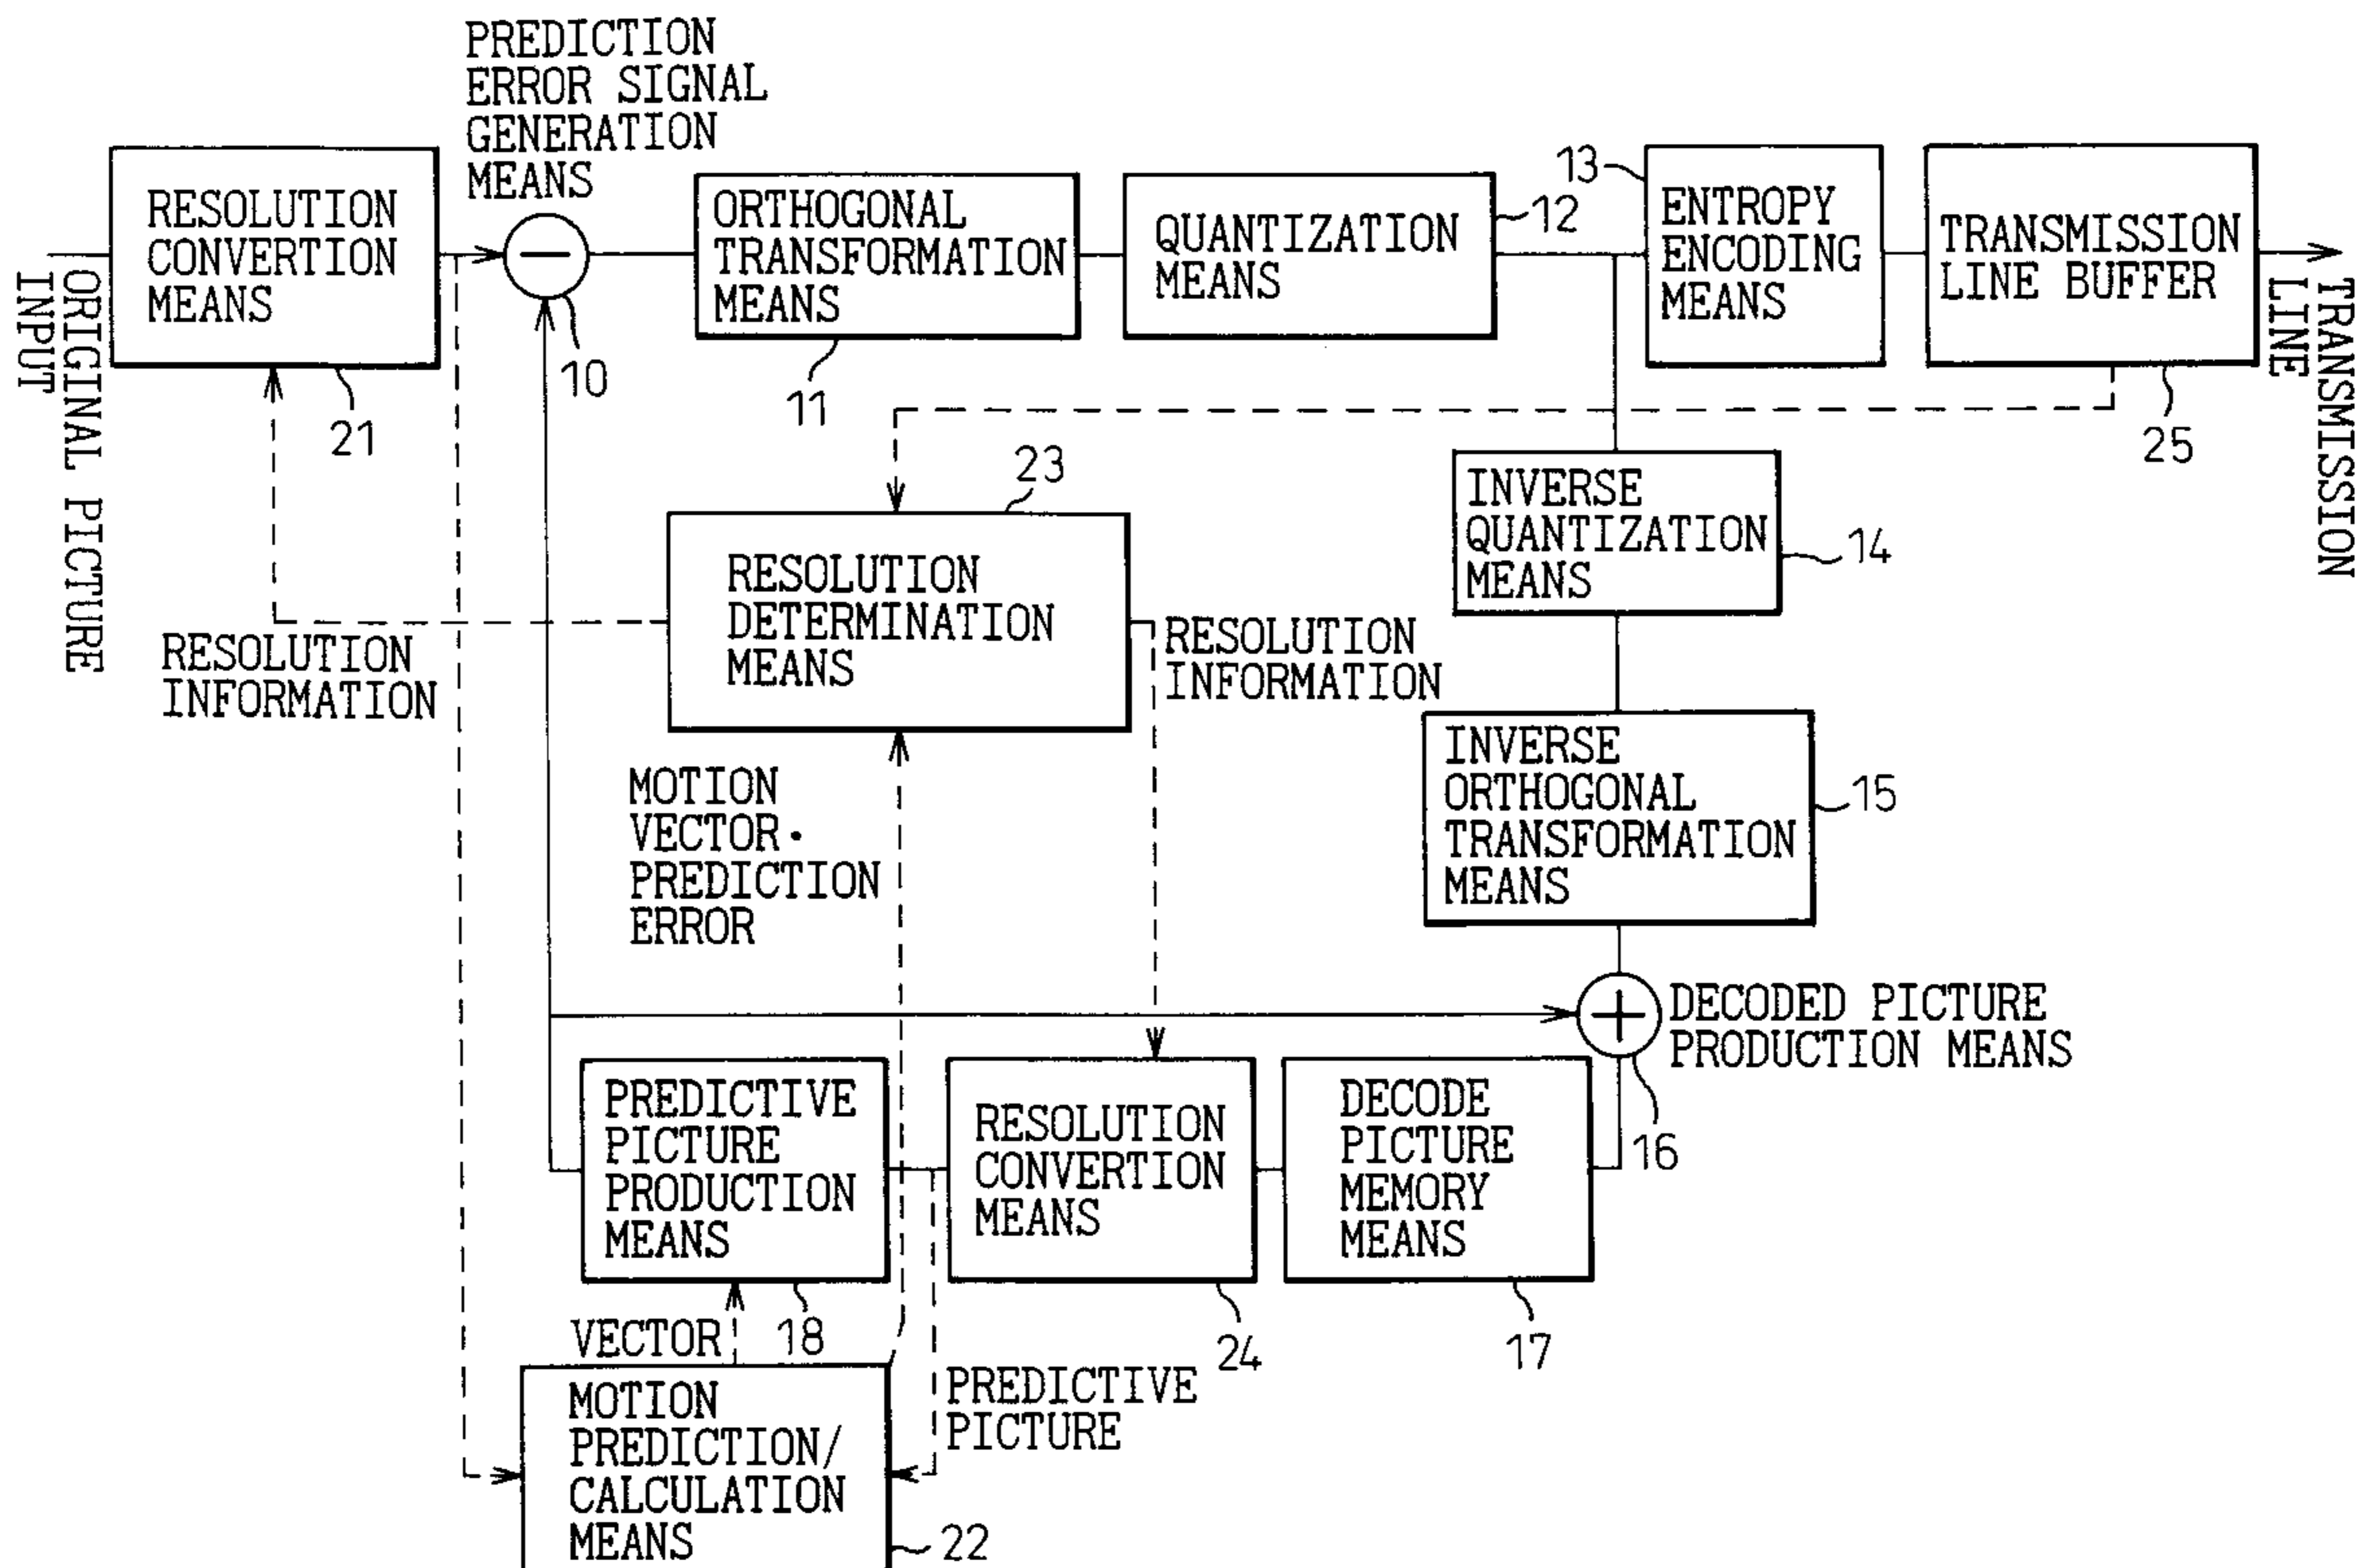 PREDICTION
ERROR SIGNAL
GENERATION
MEANS
RESOLUTION
CONVERTION
MEANS
21
ORIGINAL PICTURE
INPUT
10
ORTHOGONAL
TRANSFORMATION
MEANS
11
QUANTIZATION
MEANS
12
13
ENTROPY
ENCODING
MEANS
TRANSMISSION
LINE BUFFER
25
TRANSMISSION
LINE
23
RESOLUTION
DETERMINATION
MEANS
RESOLUTION
INFORMATION
RESOLUTION
INFORMATION
INVERSE
QUANTIZATION
MEANS
14
INVERSE
ORTHOGONAL
TRANSFORMATION
MEANS
15
MOTION
VECTOR·
PREDICTION
ERROR
DECODED PICTURE
PRODUCTION MEANS
16
PREDICTIVE
PICTURE
PRODUCTION
MEANS
18
RESOLUTION
CONVERTION
MEANS
24
DECODE
PICTURE
MEMORY
MEANS
17
VECTOR
PREDICTIVE
PICTURE
MOTION
PREDICTION/
CALCULATION
MEANS
22